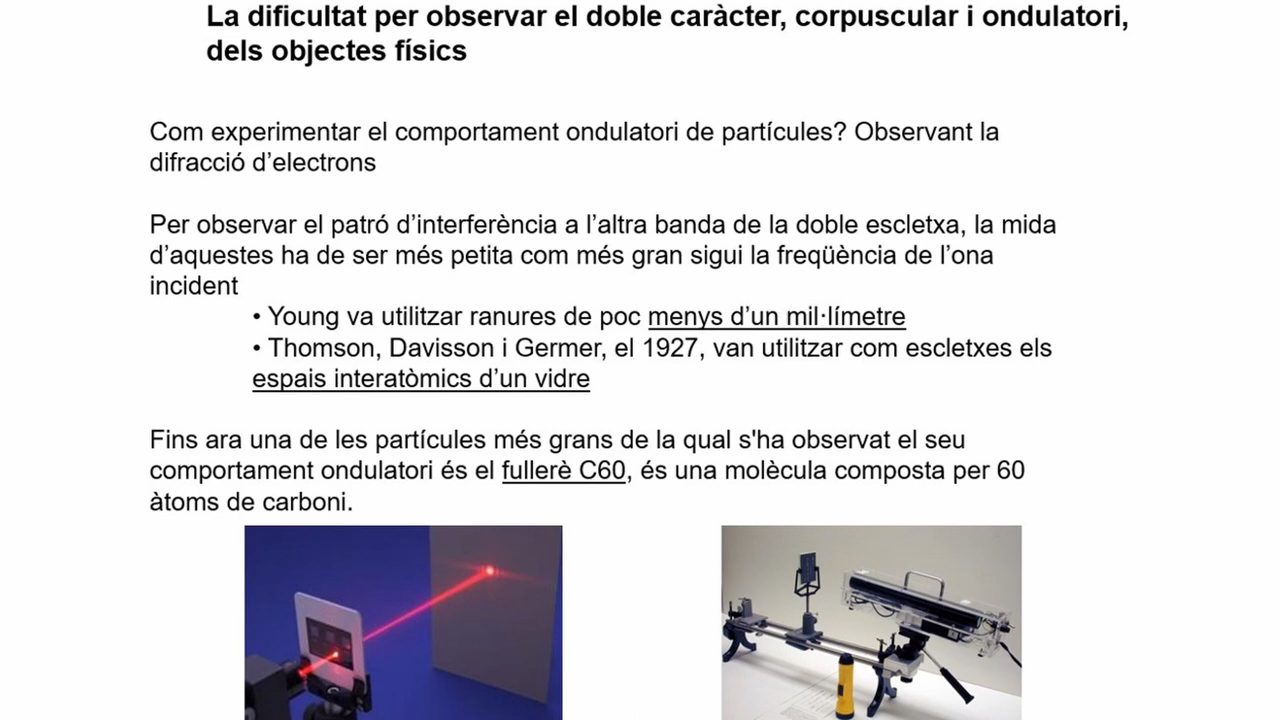 La dificultat per observar el doble caràcter, corpuscular i ondulatori,
dels objectes físics
Com experimentar el comportament ondulatori de partícules? Observant la
difracció d’electrons
Per observar el patró d’interferència a l’altra banda de la doble escletxa, la mida
d’aquestes ha de ser més petita com més gran sigui la freqüència de l’ona
incident
• Young va utilitzar ranures de poc menys d’un mil·límetre
• Thomson, Davisson i Germer, el 1927, van utilitzar com escletxes els
espais interatòmics d’un vidre
Fins ara una de les partícules més grans de la qual s'ha observat el seu
comportament ondulatori és el fullerè C60, és una molècula composta per 60
àtoms de carboni.